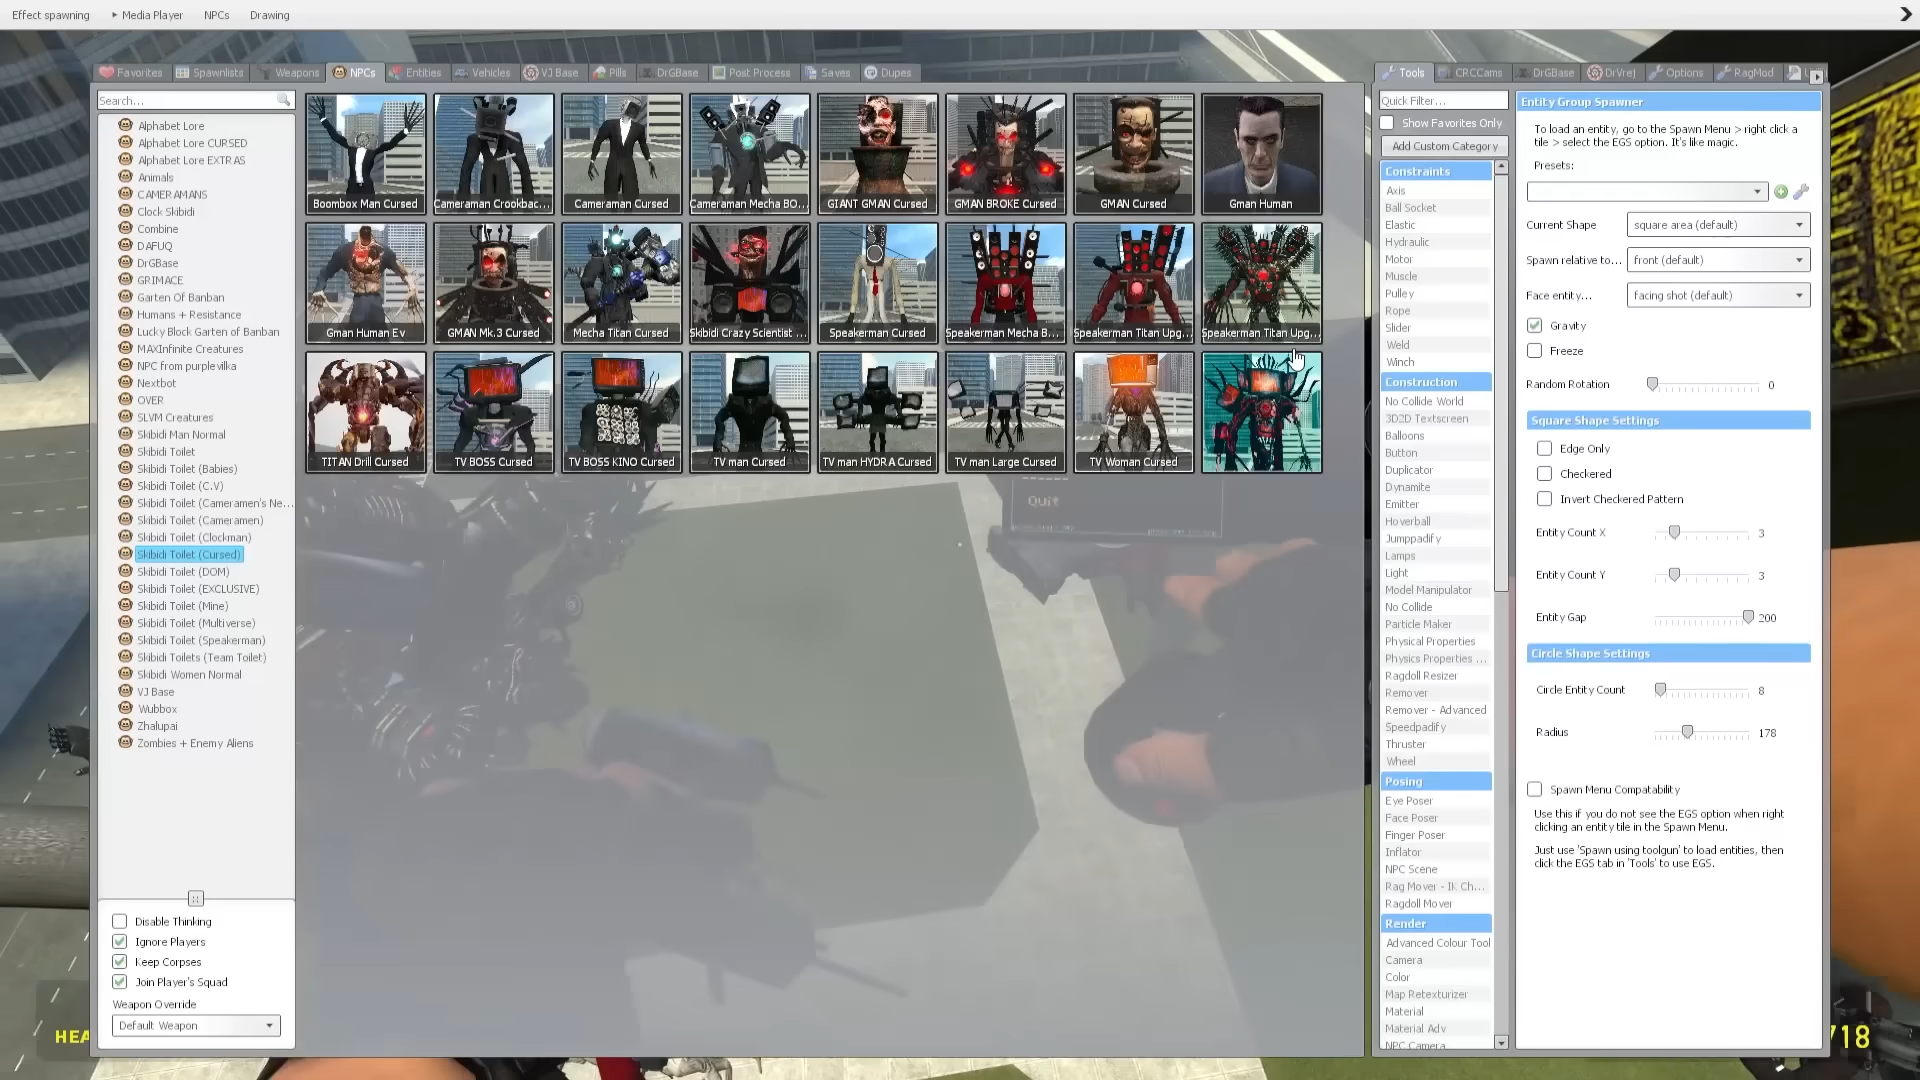 Effect spawning
Media Player
NPCs
Drawing
Favorites
Spawnlists
Weapons
NPCs
Entities
Vehicles
VJ Base
Pills
DrGBase
Post Process
Saves
Dupes
Search...
Alphabet Lore
Alphabet Lore CURSED
Alphabet Lore EXTRAS
Animals
CAMERAMANS
Clock Skibidi
Combine
DAFUQ
DrGBase
GRIMACE
Garten Of Banban
Humans + Resistance
Lucky Block Garten of Banban
MAXInfinite Creatures
NPC from purplevilka
Nextbot
OVER
SLVM Creatures
Skibidi Man Normal
Skibidi Toilet
Skibidi Toilet (Babies)
Skibidi Toilet (C.V)
Skibidi Toilet (Cameramen's Ne...
Skibidi Toilet (Cameramen)
Skibidi Toilet (Clockman)
Skibidi Toilet (Cursed)
Skibidi Toilet (DOM)
Skibidi Toilet (EXCLUSIVE)
Skibidi Toilet (Mine)
Skibidi Toilet (Multiverse)
Skibidi Toilet (Speakerman)
Skibidi Toilets (Team Toilet)
Skibidi Women Normal
VJ Base
Wubbox
Zhalupai
Zombies + Enemy Aliens
Disable Thinking
Ignore Players
Keep Corpses
Join Player's Squad
Weapon Override
Default Weapon
Boombox Man Cursed
Cameraman Crookbac...
Cameraman Cursed
Cameraman Mecha BO...
GIANT GMAN Cursed
GMAN BROKE Cursed
GMAN Cursed
Gman Human
Gman Human Ev
GMAN Mk.3 Cursed
Mecha Titan Cursed
Skibidi Crazy Scientist ...
Speakerman Cursed
Speakerman Mecha B...
Speakerman Titan Upg...
Speakerman Titan Upg...
TITAN Drill Cursed
TV BOSS Cursed
TV BOSS KINO Cursed
TV man Cursed
TV man HYDRA Cursed
TV man Large Cursed
TV Woman Cursed
Quit
Tools
CRCCams
DrGBase
DrVrej
Options
RagMod
Quick Filter...
Show Favorites Only
Add Custom Category
Constraints
Axis
Ball Socket
Elastic
Hydraulic
Motor
Muscle
Pulley
Rope
Slider
Weld
Winch
Construction
No Collide World
3D2D Textscreen
Balloons
Button
Duplicator
Dynamite
Emitter
Hoverball
Jumppadify
Lamps
Light
Model Manipulator
No Collide
Particle Maker
Physical Properties
Physics Properties ...
Ragdoll Resizer
Remover
Remover - Advanced
Speedpadify
Thruster
Wheel
Posing
Eye Poser
Face Poser
Finger Poser
Inflator
NPC Scene
Rag Mover - IK Ch...
Ragdoll Mover
Render
Advanced Colour Tool
Camera
Color
Map Retexturizer
Material
Material Adv
NPC Camera
Entity Group Spawner
To load an entity, go to the Spawn Menu > right click a
tile > select the EGS option. It's like magic.
Presets:
Current Shape
square area (default)
Spawn relative to...
front (default)
Face entity...
facing shot (default)
Gravity
Freeze
Random Rotation
0
Square Shape Settings
Edge Only
Checkered
Invert Checkered Pattern
Entity Count X
3
Entity Count Y
3
Entity Gap
200
Circle Shape Settings
Circle Entity Count
8
Radius
178
Spawn Menu Compatability
Use this if you do not see the EGS option when right
clicking an entity tile in the Spawn Menu.
Just use 'Spawn using toolgun' to load entities, then
click the EGS tab in 'Tools' to use EGS.
HEA
718